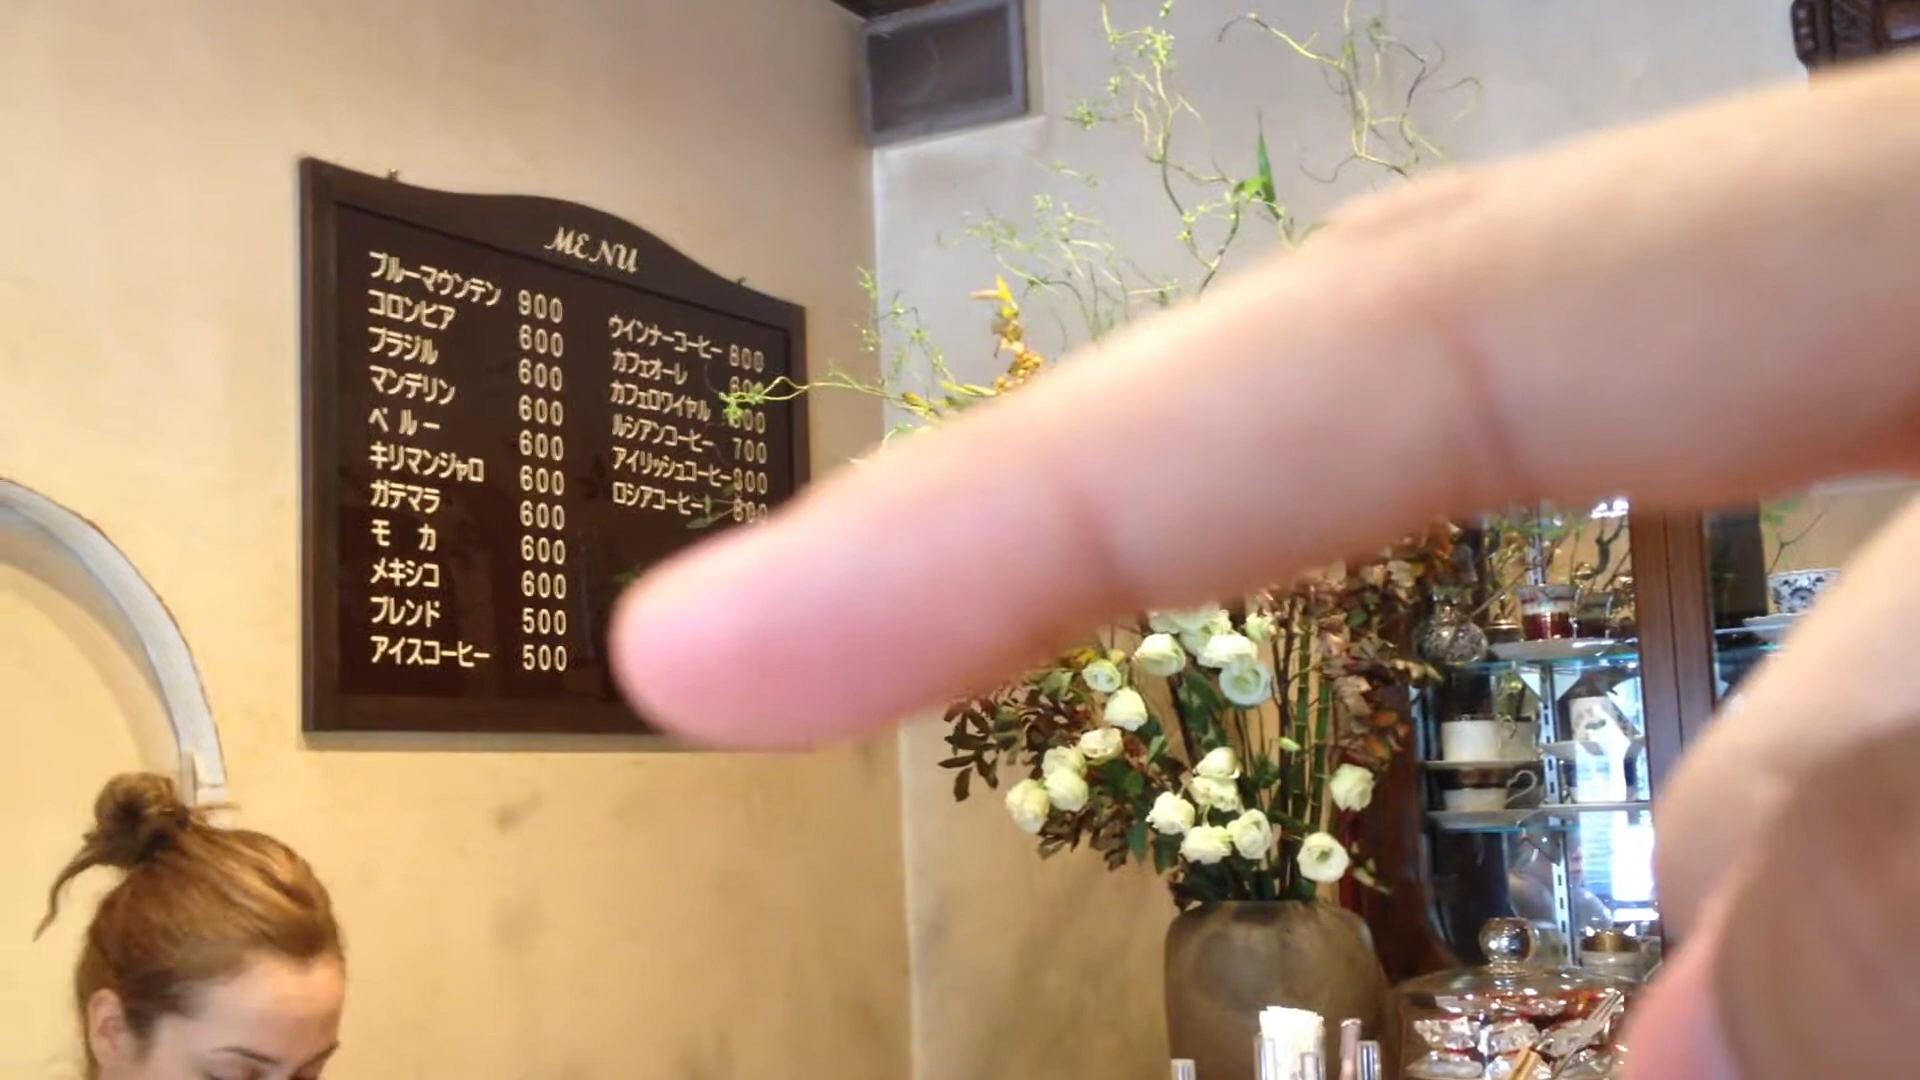 MENU
ブルーマウンテン 900
コロンビア 600
ブラジル 600
マンデリン 600
ペルー 600
キリマンジャロ 600
ガテマラ 600
モカ 600
メキシコ 600
ブレンド 500
アイスコーヒー 500
ウインナーコーヒー 800
カフェオーレ
カフェロワイヤル
ルシアンコーヒー 700
アイリッシュコーヒー
ロシアコーヒー